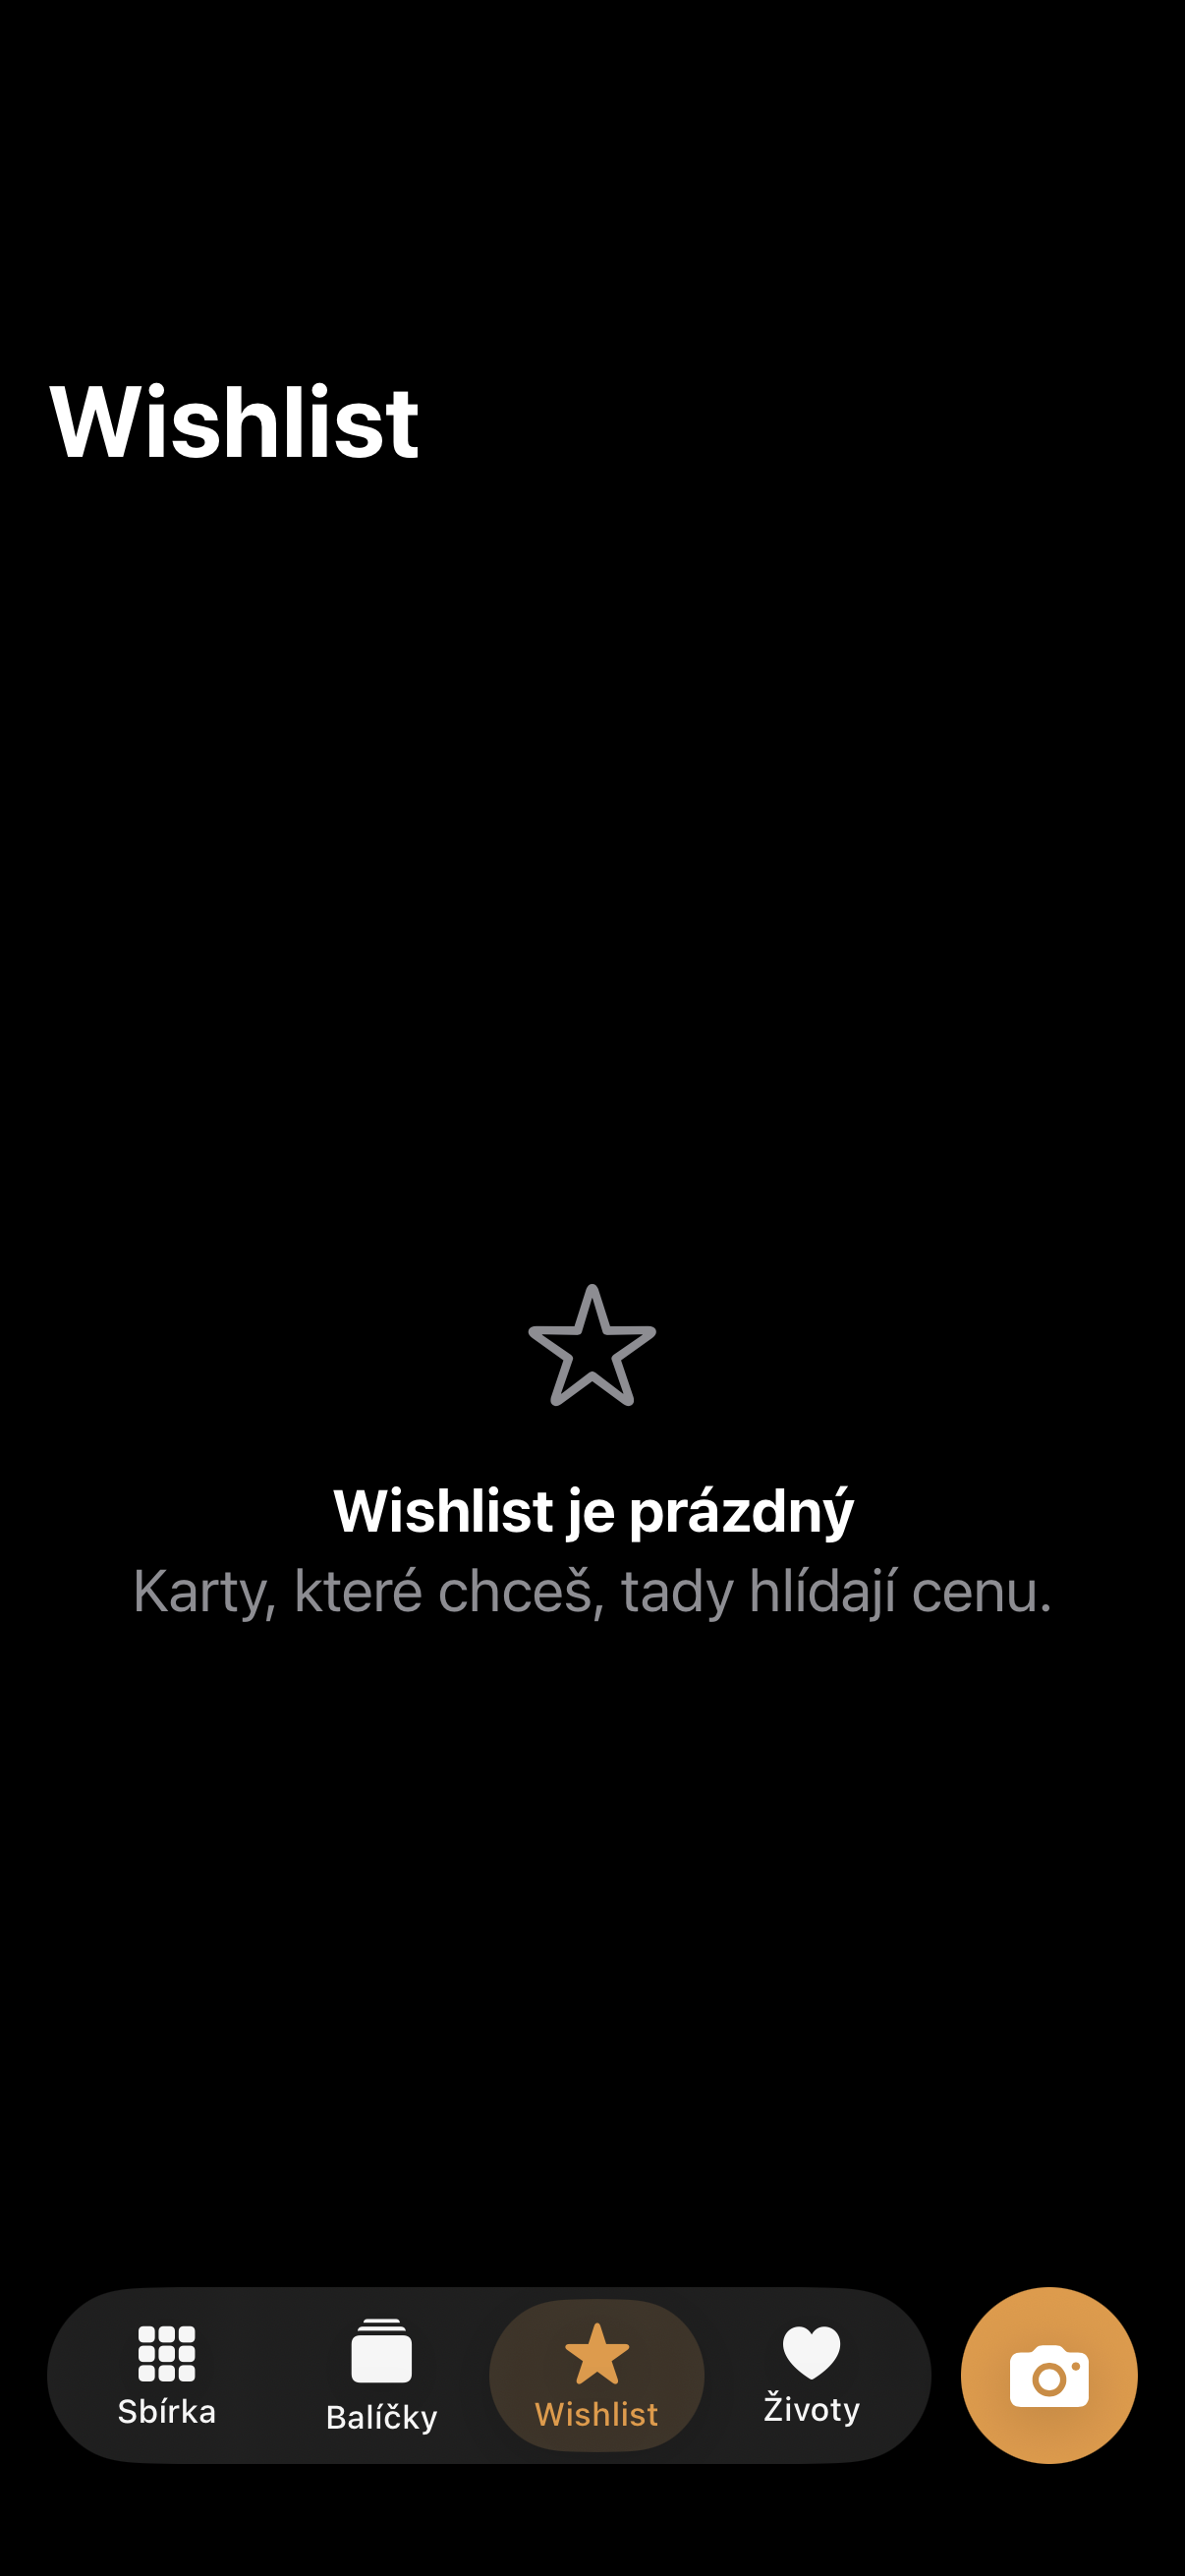 Wishlist
Wishlist je prázdný
Karty, které chceš, tady hlídají cenu.
Sbírka
Balíčky
Wishlist
Životy